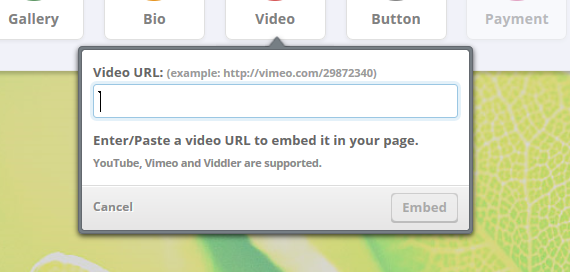 Gallery Bio Video Button Payment
Video URL: (example: http://vimeo.com/29872340)
Enter/Paste a video URL to embed it in your page.
YouTube, Vimeo and Viddler are supported.
Cancel Embed